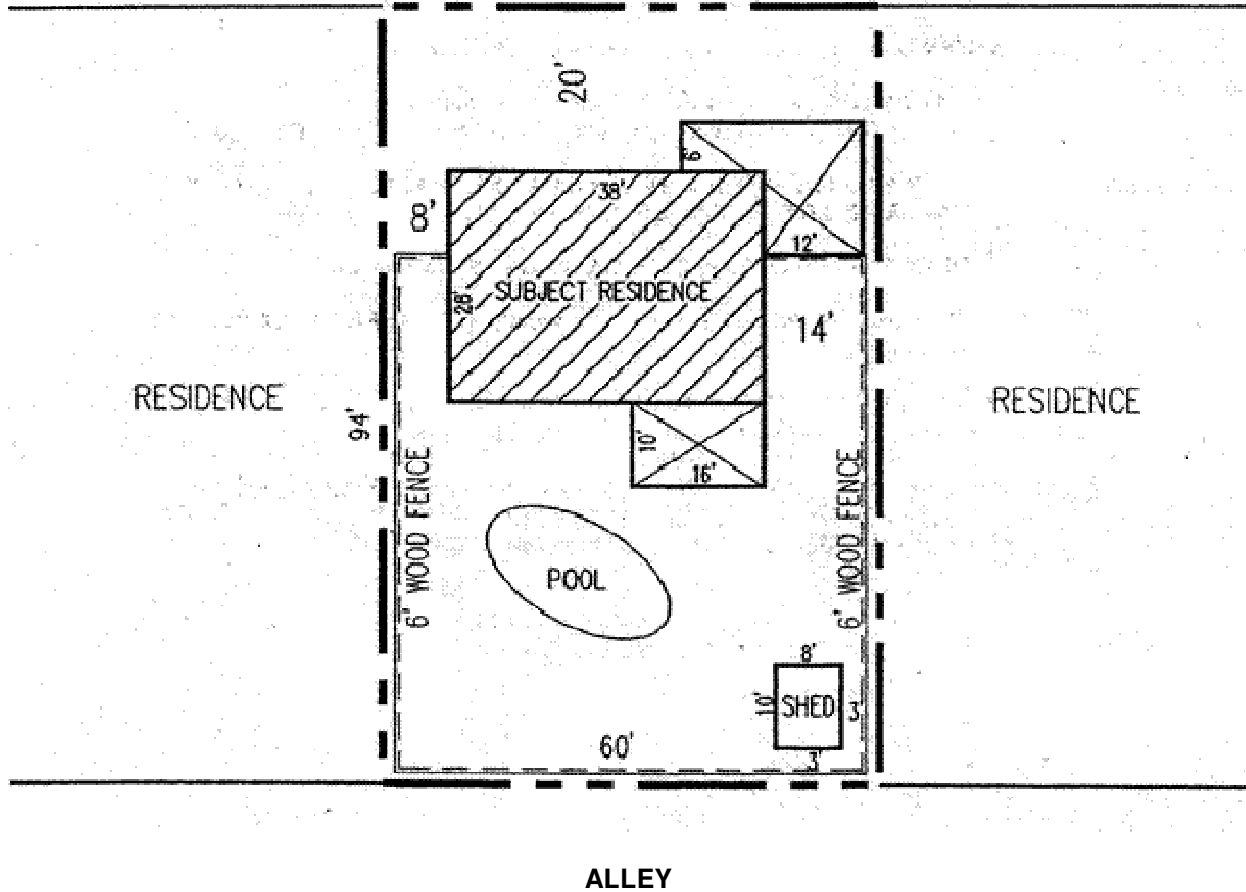 20'
6'
38'
8'
12'
28'
SUBJECT RESIDENCE
14'
RESIDENCE
RESIDENCE
94'
10'
16'
6" WOOD FENCE
6" WOOD FENCE
POOL
8'
10'
SHED
3'
60'
3'
ALLEY